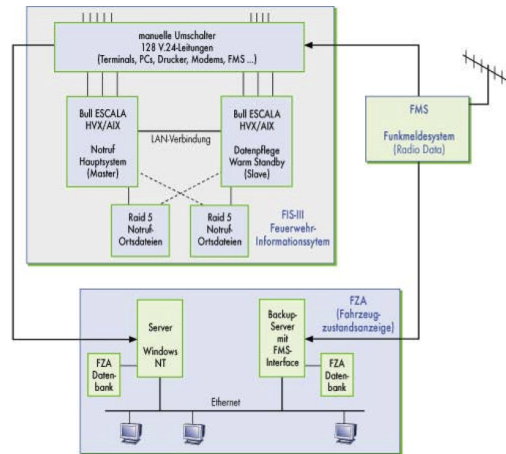 manuelle Umschalter
128 V.24-Leitungen
(Terminals, PCs, Drucker, Modems, FMS ...)
Bull ESCALA
HVX/AIX
Notruf
Hauptsystem
(Master)
LAN-Verbindung
Bull ESCALA
HVX/AIX
Datenpflege
Warm Standby
(Slave)
Raid 5
Notruf-
Ortsdateien
Raid 5
Notruf-
Ortsdateien
FIS-III
Feuerwehr-
Informationssytem
FMS
Funkmeldesystem
(Radio Data)
FZA
(Fahrzeug-
zustandsanzeige)
Server
Windows
NT
Backup-
Server
mit
FMS-
Interface
FZA
Daten-
bank
FZA
Daten-
bank
Ethernet